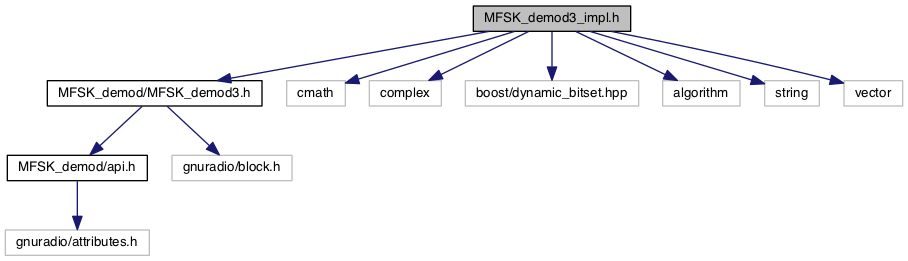 MFSK_demod3_impl.h
MFSK_demod/MFSK_demod3.h
cmath
complex
boost/dynamic_bitset.hpp
algorithm
string
vector
MFSK_demod/api.h
gnuradio/block.h
gnuradio/attributes.h